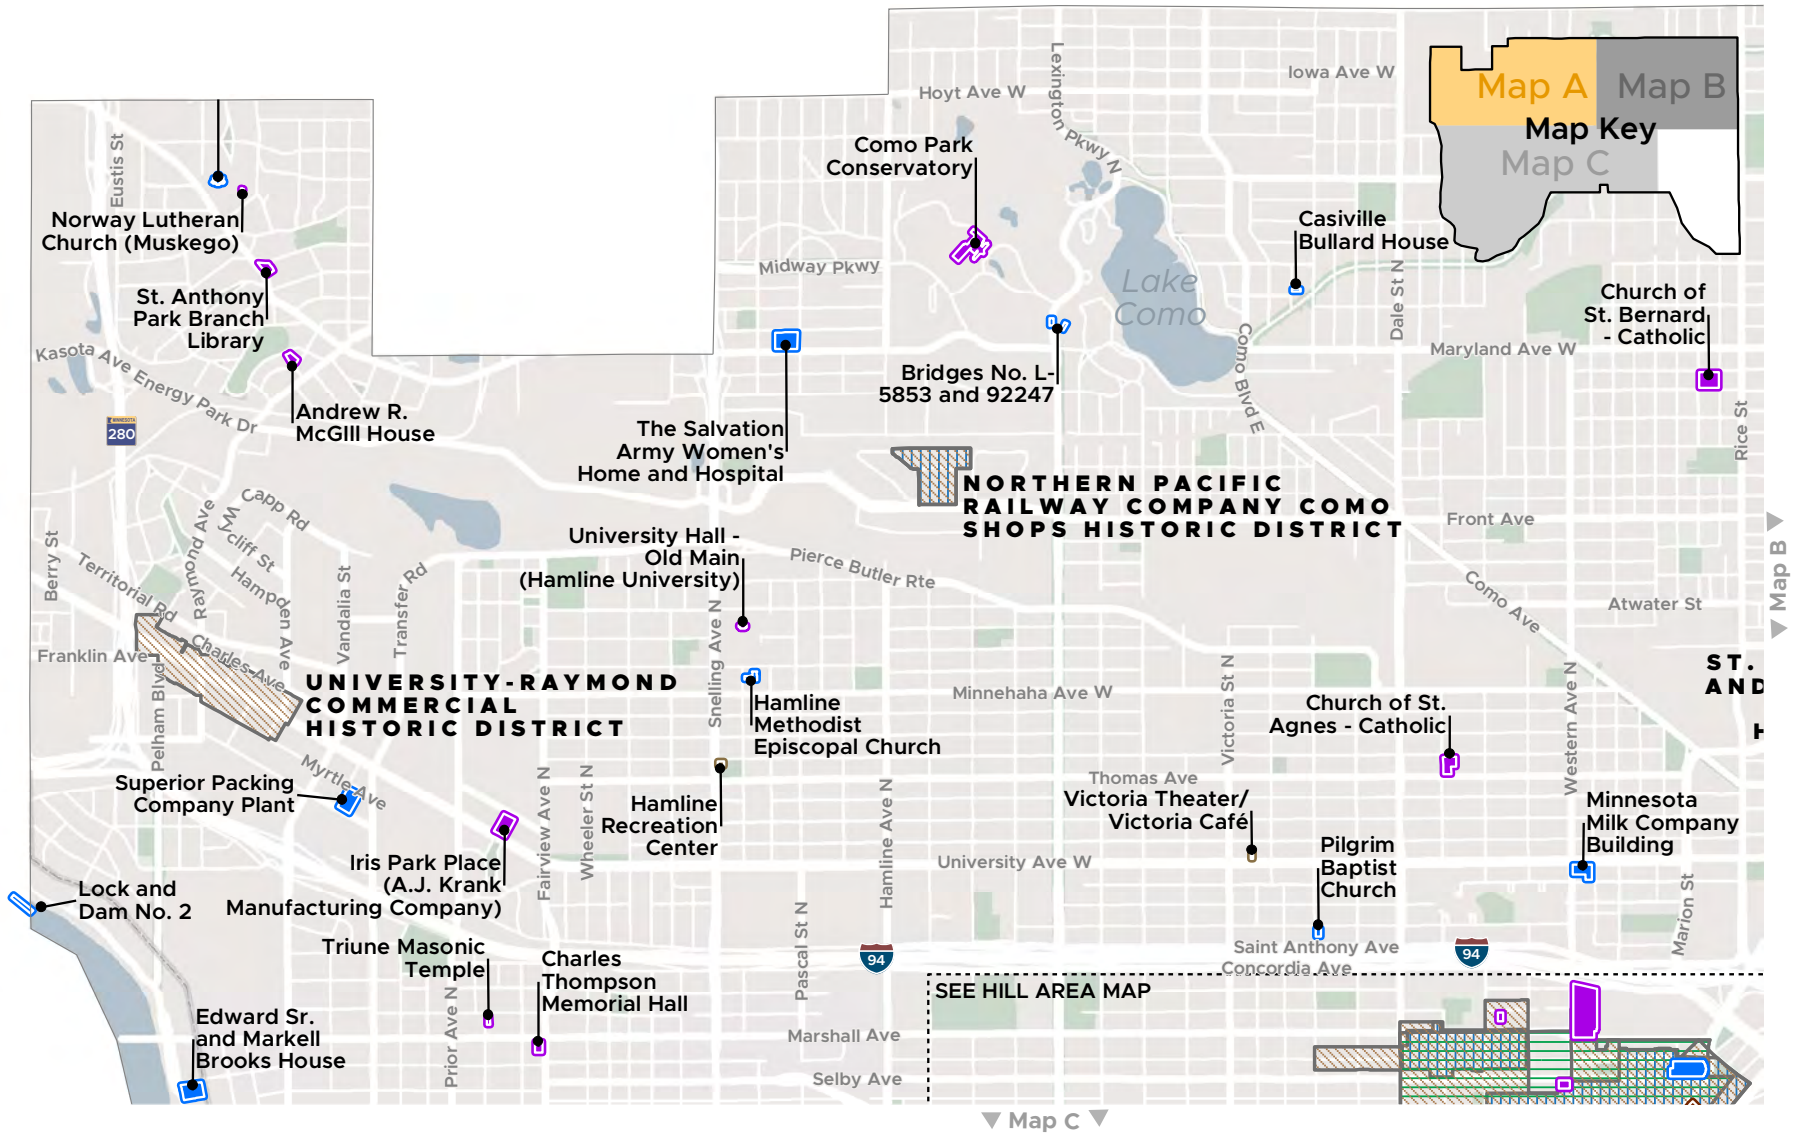 Iowa Ave W
Hoyt Ave W
Lexington Pkwy N
Map A
Map B
Map Key
Map C
Eustis St
Como Park
Conservatory
Norway Lutheran
Church (Muskego)
Casiville
Bullard House
Midway Pkwy
Lake
Como
Dale St N
St. Anthony
Park Branch
Library
Church of
St. Bernard
- Catholic
Kasota Ave
Energy Park Dr
Maryland Ave W
Como Blvd E
Bridges No. L-
5853 and 92247
Andrew R.
McGIll House
MINNESOTA
280
Rice St
The Salvation
Army Women's
Home and Hospital
NORTHERN PACIFIC
RAILWAY COMPANY COMO
SHOPS HISTORIC DISTRICT
Front Ave
Capp Rd
Wycliff St
Raymond Ave
Hampden Ave
Berry St
Territorial Rd
Vandalia St
Transfer Rd
University Hall -
Old Main
(Hamline University)
Pierce Butler Rte
Como Ave
Atwater St
Map B
Franklin Ave
Charles Ave
Pelham Blvd
UNIVERSITY-RAYMOND
COMMERCIAL
HISTORIC DISTRICT
Snelling Ave N
Minnehaha Ave W
Victoria St N
Western Ave N
ST.
AND
H
Hamline
Methodist
Episcopal Church
Church of St.
Agnes - Catholic
Myrtle Ave
Superior Packing
Company Plant
Fairview Ave N
Wheeler St N
Hamline Ave N
Thomas Ave
Victoria Theater/
Victoria Café
Hamline
Recreation
Center
Minnesota
Milk Company
Building
Pilgrim
Baptist
Church
University Ave W
Iris Park Place
(A.J. Krank
Manufacturing Company)
Lock and
Dam No. 2
Marion St
Pascal St N
Triune Masonic
Temple
Charles
Thompson
Memorial Hall
94
94
Saint Anthony Ave
Concordia Ave
SEE HILL AREA MAP
Prior Ave N
Edward Sr.
and Markell
Brooks House
Marshall Ave
Selby Ave
Map C